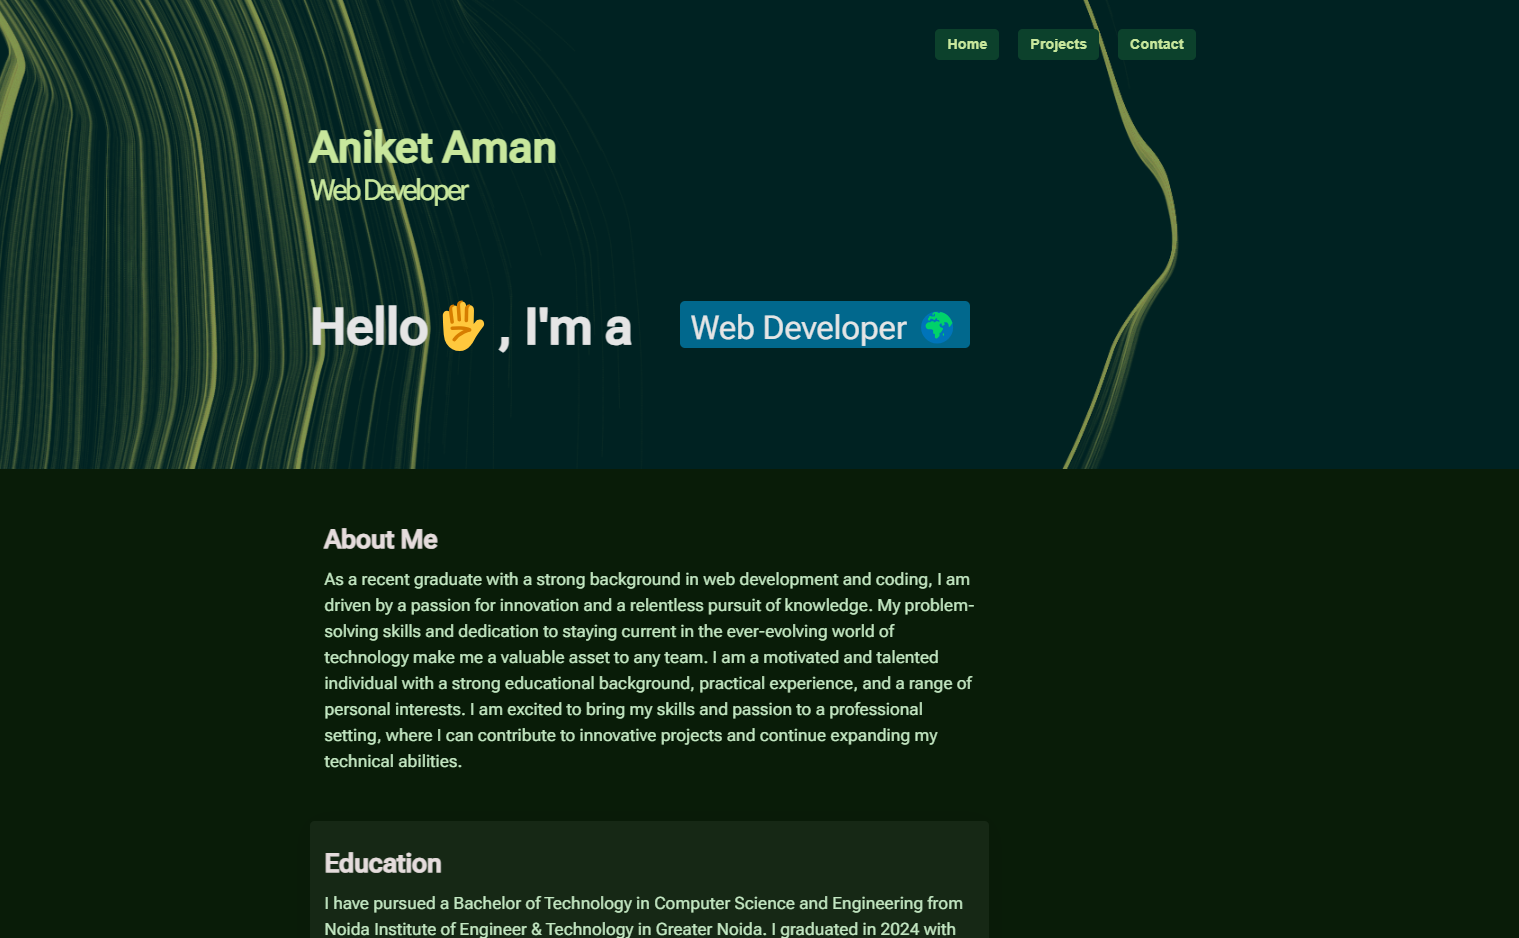 Home Projects Contact
Aniket Aman
Web Developer
Hello 🖐️ , I'm a Web Developer 🌍
About Me
As a recent graduate with a strong background in web development and coding, I am
driven by a passion for innovation and a relentless pursuit of knowledge. My problem-
solving skills and dedication to staying current in the ever-evolving world of
technology make me a valuable asset to any team. I am a motivated and talented
individual with a strong educational background, practical experience, and a range of
personal interests. I am excited to bring my skills and passion to a professional
setting, where I can contribute to innovative projects and continue expanding my
technical abilities.
Education
I have pursued a Bachelor of Technology in Computer Science and Engineering from
Noida Institute of Engineer & Technology in Greater Noida. I graduated in 2024 with